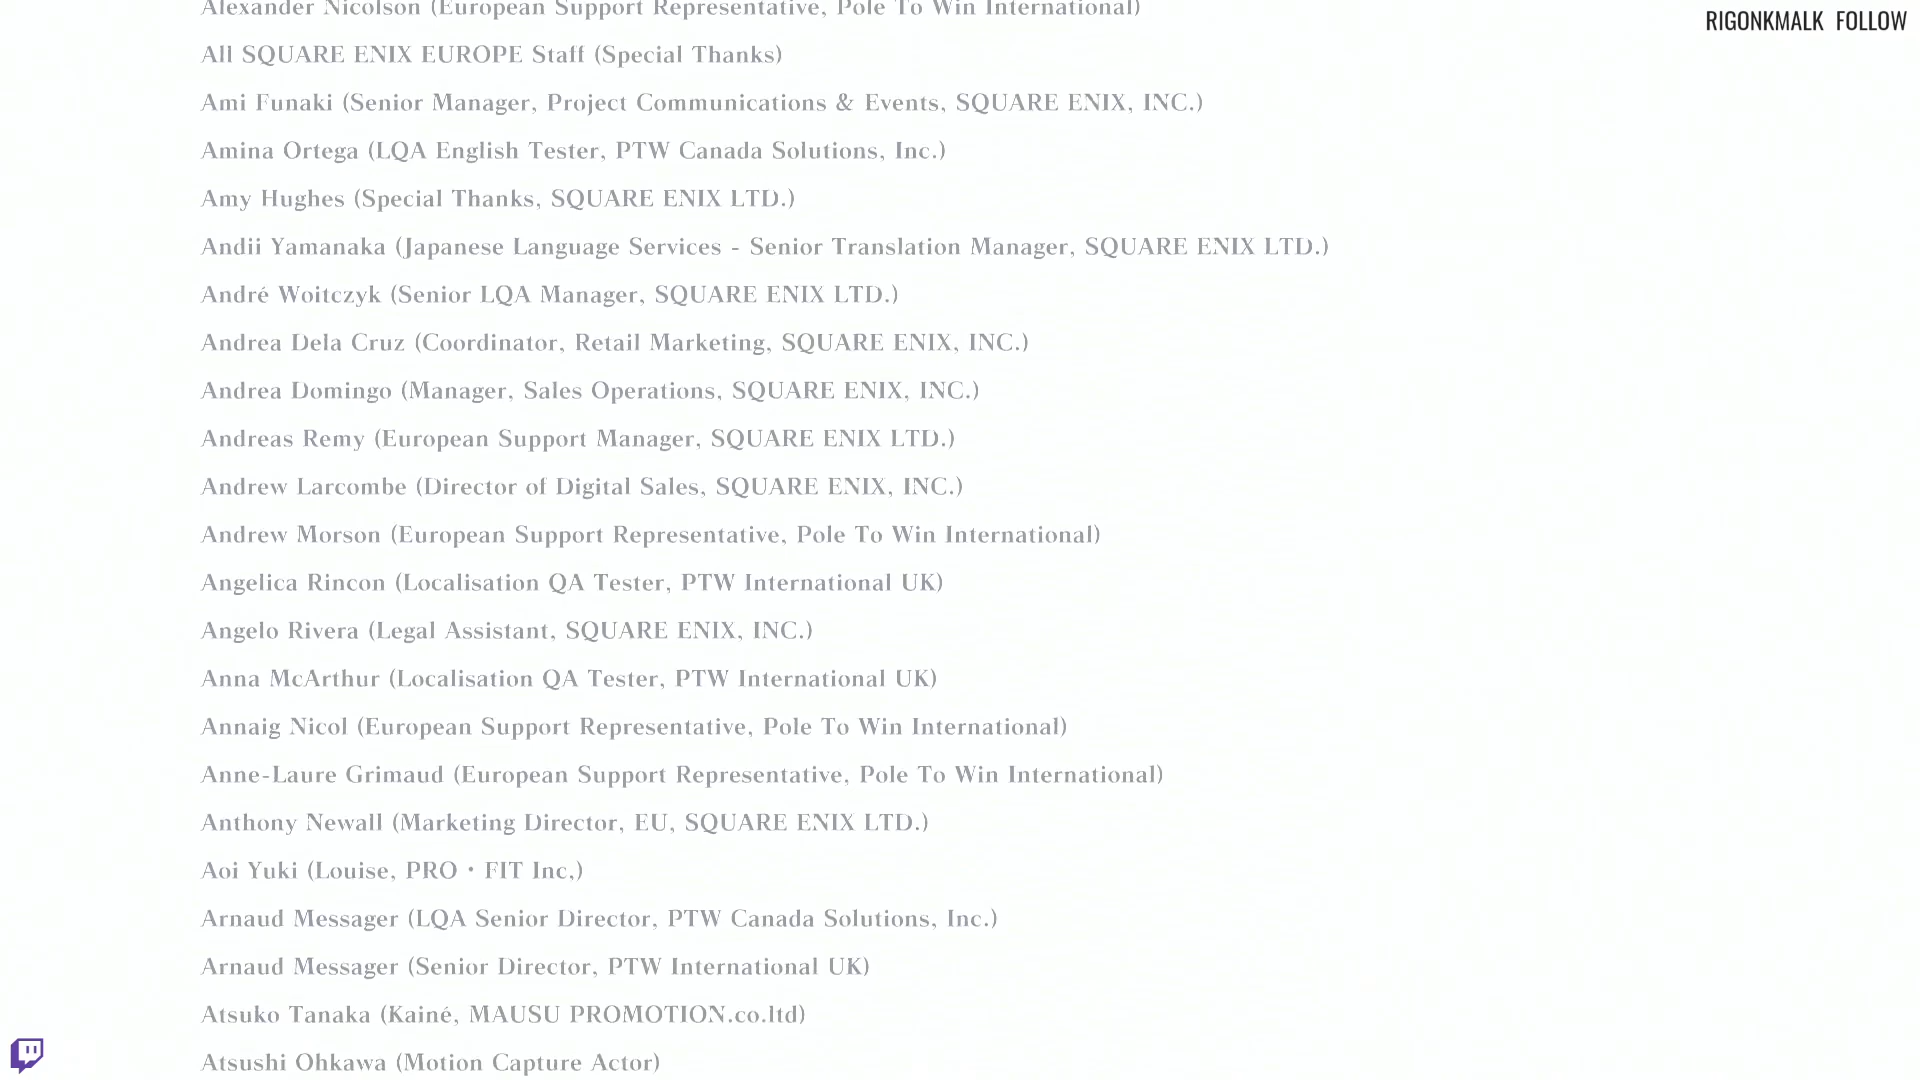 Alexander Nicolson (European Support Representative, Pole To Win International)
RIGONKMALK FOLLOW
All SQUARE ENIX EUROPE Staff (Special Thanks)
Ami Funaki (Senior Manager, Project Communications & Events, SQUARE ENIX, INC.)
Amina Ortega (LQA English Tester, PTW Canada Solutions, Inc.)
Amy Hughes (Special Thanks, SQUARE ENIX LTD.)
Andii Yamanaka (Japanese Language Services - Senior Translation Manager, SQUARE ENIX LTD.)
André Woitczyk (Senior LQA Manager, SQUARE ENIX LTD.)
Andrea Dela Cruz (Coordinator, Retail Marketing, SQUARE ENIX, INC.)
Andrea Domingo (Manager, Sales Operations, SQUARE ENIX, INC.)
Andreas Remy (European Support Manager, SQUARE ENIX LTD.)
Andrew Larcombe (Director of Digital Sales, SQUARE ENIX, INC.)
Andrew Morson (European Support Representative, Pole To Win International)
Angelica Rincon (Localisation QA Tester, PTW International UK)
Angelo Rivera (Legal Assistant, SQUARE ENIX, INC.)
Anna McArthur (Localisation QA Tester, PTW International UK)
Annaig Nicol (European Support Representative, Pole To Win International)
Anne-Laure Grimaud (European Support Representative, Pole To Win International)
Anthony Newall (Marketing Director, EU, SQUARE ENIX LTD.)
Aoi Yuki (Louise, PRO・FIT Inc,)
Arnaud Messager (LQA Senior Director, PTW Canada Solutions, Inc.)
Arnaud Messager (Senior Director, PTW International UK)
Atsuko Tanaka (Kainé, MAUSU PROMOTION.co.ltd)
Atsushi Ohkawa (Motion Capture Actor)